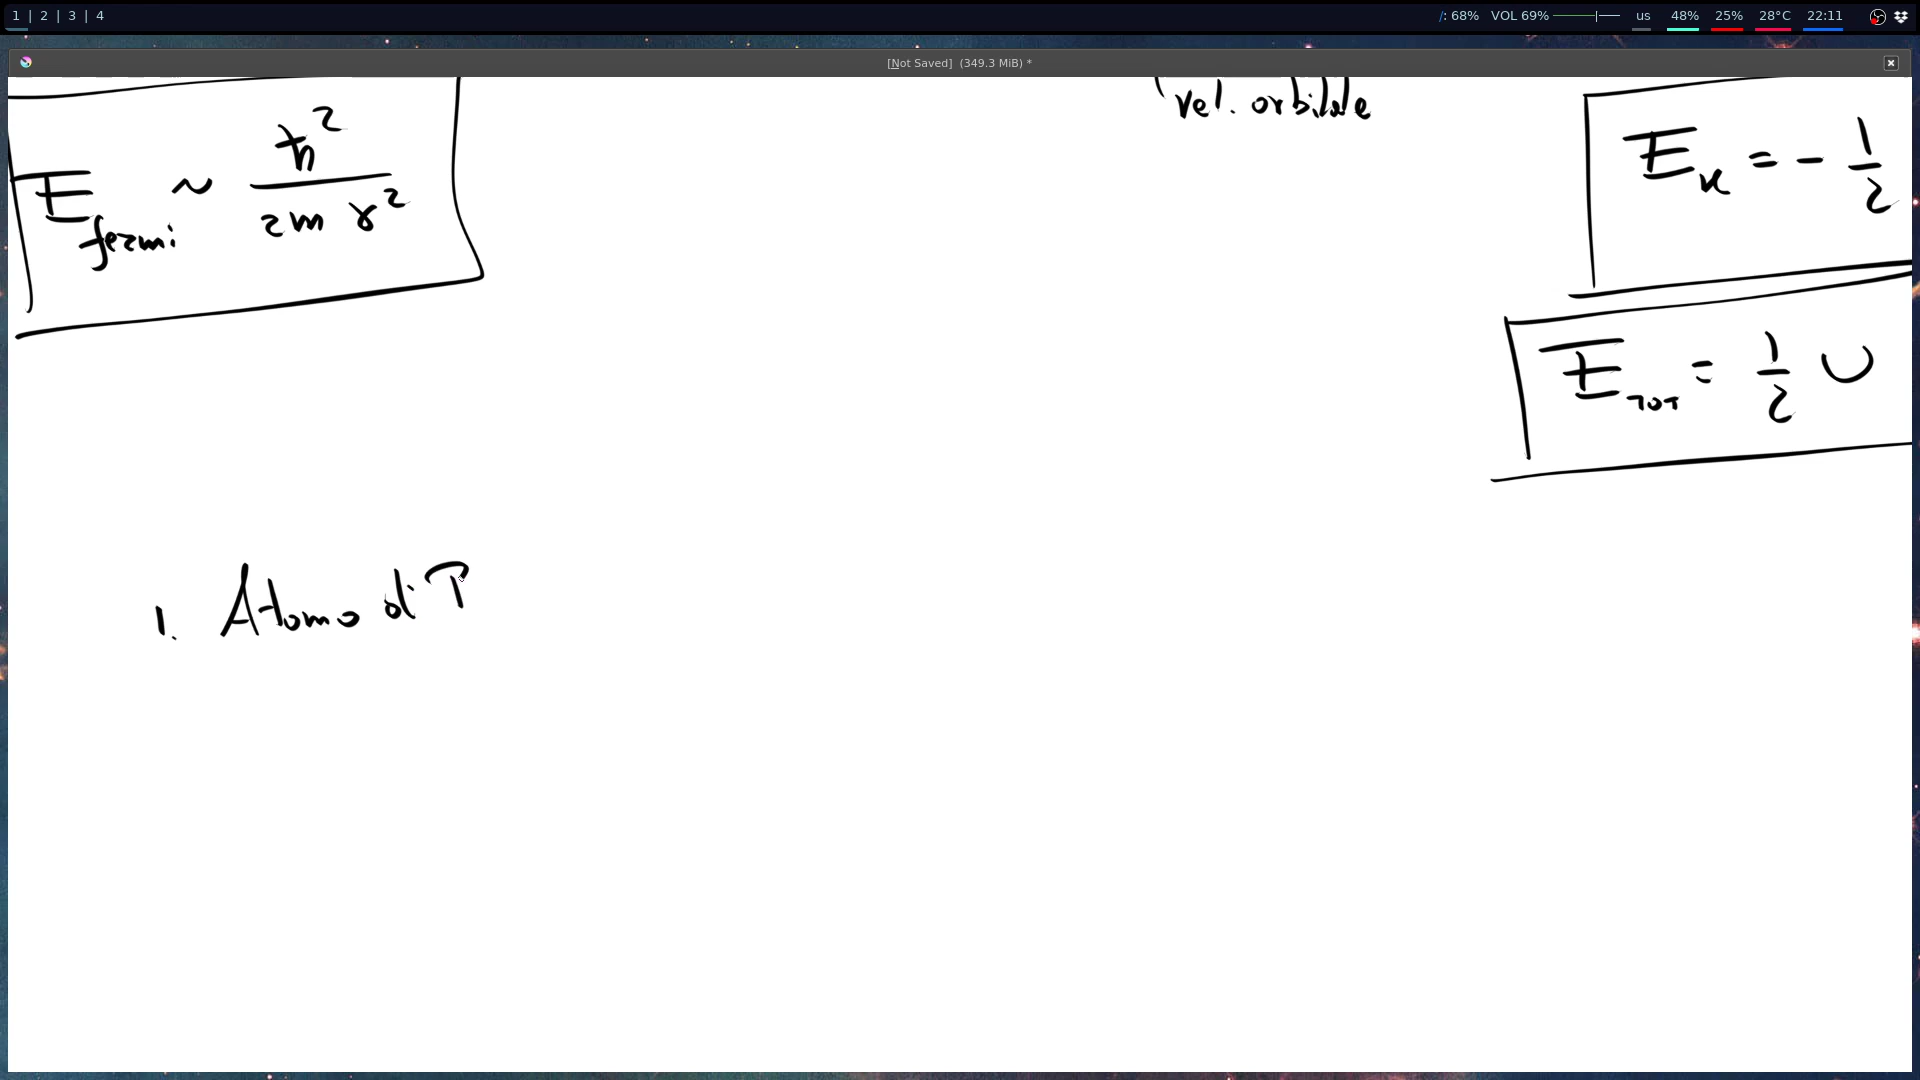 1 | 2 | 3 | 4
/: 68% VOL 69% us 48% 25% 28°C 22:11
[Not Saved] (349.3 MiB) *
vel. orbitale
E_fermi ~ ħ² / 2m r²
E_K = - 1/2
E_TOT = 1/2 U
1. Atomo di